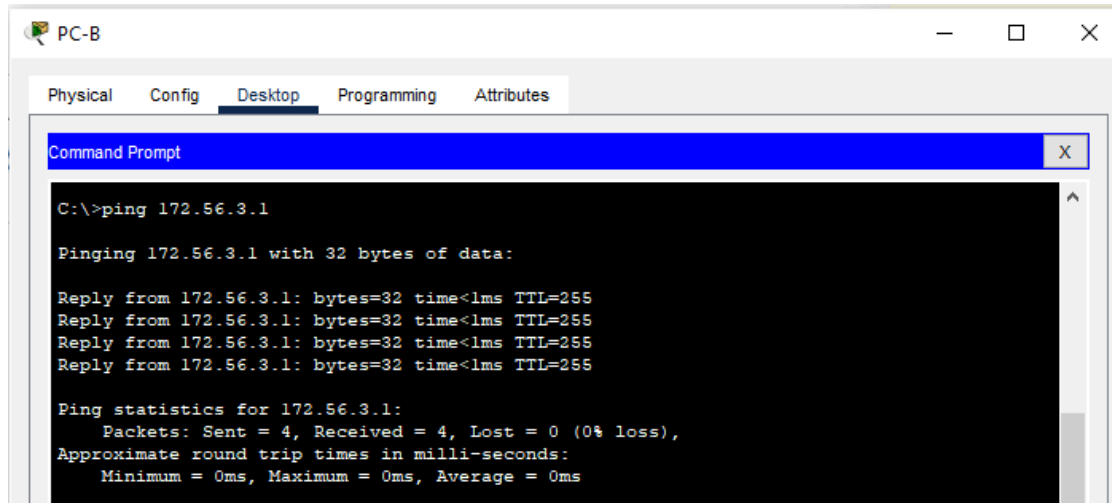 PC-B
Physical Config Desktop Programming Attributes
Command Prompt X
C:\>ping 172.56.3.1
Pinging 172.56.3.1 with 32 bytes of data:
Reply from 172.56.3.1: bytes=32 time<1ms TTL=255
Reply from 172.56.3.1: bytes=32 time<1ms TTL=255
Reply from 172.56.3.1: bytes=32 time<1ms TTL=255
Reply from 172.56.3.1: bytes=32 time<1ms TTL=255
Ping statistics for 172.56.3.1:
    Packets: Sent = 4, Received = 4, Lost = 0 (0% loss),
Approximate round trip times in milli-seconds:
    Minimum = 0ms, Maximum = 0ms, Average = 0ms